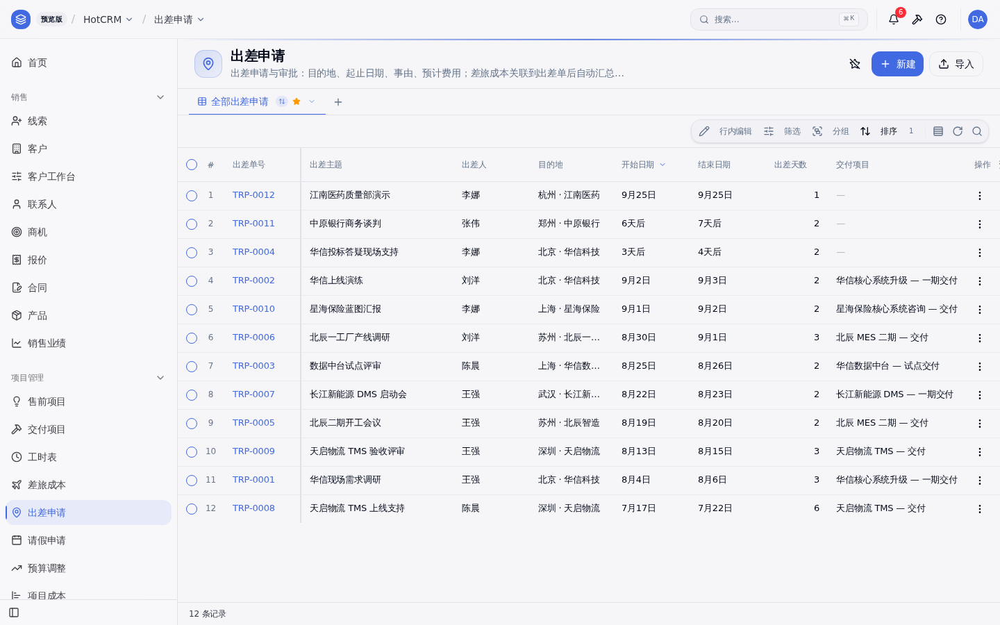 预览版 / HotCRM / 出差申请
搜索... ⌘K
6
DA
首页
销售
线索
客户
客户工作台
联系人
商机
报价
合同
产品
销售业绩
项目管理
售前项目
交付项目
工时表
差旅成本
出差申请
请假申请
预算调整
项目成本
出差申请
出差申请与审批：目的地、起止日期、事由、预计费用；差旅成本关联到出差单后自动汇总…
新建
导入
全部出差申请
行内编辑 筛选 分组 排序 1
# 出差单号 出差主题 出差人 目的地 开始日期 结束日期 出差天数 交付项目 操作
1 TRP-0012 江南医药质量部演示 李娜 杭州 · 江南医药 9月25日 9月25日 1 —
2 TRP-0011 中原银行商务谈判 张伟 郑州 · 中原银行 6天后 7天后 2 —
3 TRP-0004 华信投标答疑现场支持 李娜 北京 · 华信科技 3天后 4天后 2 —
4 TRP-0002 华信上线演练 刘洋 北京 · 华信科技 9月2日 9月3日 2 华信核心系统升级 — 一期交付
5 TRP-0010 星海保险蓝图汇报 李娜 上海 · 星海保险 9月1日 9月2日 2 星海保险核心系统咨询 — 交付
6 TRP-0006 北辰一工厂产线调研 刘洋 苏州 · 北辰一… 8月30日 9月1日 3 北辰 MES 二期 — 交付
7 TRP-0003 数据中台试点评审 陈晨 上海 · 华信数… 8月25日 8月26日 2 华信数据中台 — 试点交付
8 TRP-0007 长江新能源 DMS 启动会 王强 武汉 · 长江新… 8月22日 8月23日 2 长江新能源 DMS — 一期交付
9 TRP-0005 北辰二期开工会议 王强 苏州 · 北辰智造 8月19日 8月20日 2 北辰 MES 二期 — 交付
10 TRP-0009 天启物流 TMS 验收评审 王强 深圳 · 天启物流 8月13日 8月15日 3 天启物流 TMS — 交付
11 TRP-0001 华信现场需求调研 王强 北京 · 华信科技 8月4日 8月6日 3 华信核心系统升级 — 一期交付
12 TRP-0008 天启物流 TMS 上线支持 陈晨 深圳 · 天启物流 7月17日 7月22日 6 天启物流 TMS — 交付
12 条记录